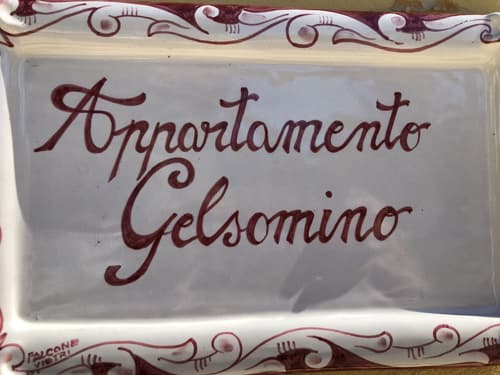 Appartamento
Gelsomino
FALCONE
VIETRI